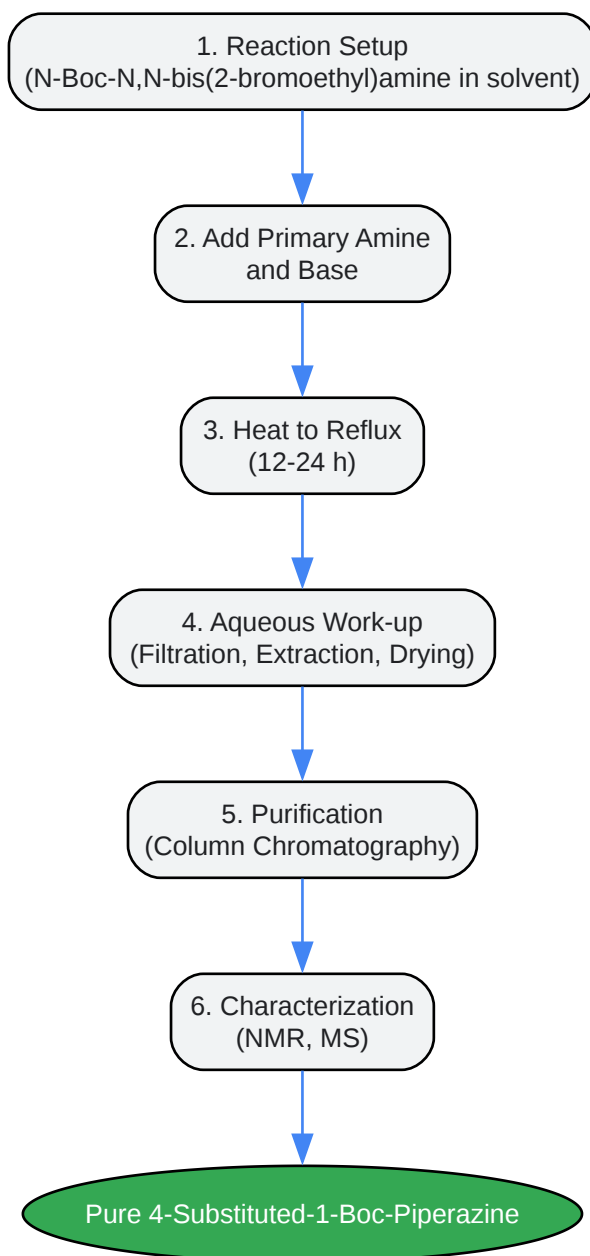 1. Reaction Setup
(N-Boc-N,N-bis(2-bromoethyl)amine in solvent)
2. Add Primary Amine
and Base
3. Heat to Reflux
(12-24 h)
4. Aqueous Work-up
(Filtration, Extraction, Drying)
5. Purification
(Column Chromatography)
6. Characterization
(NMR, MS)
Pure 4-Substituted-1-Boc-Piperazine